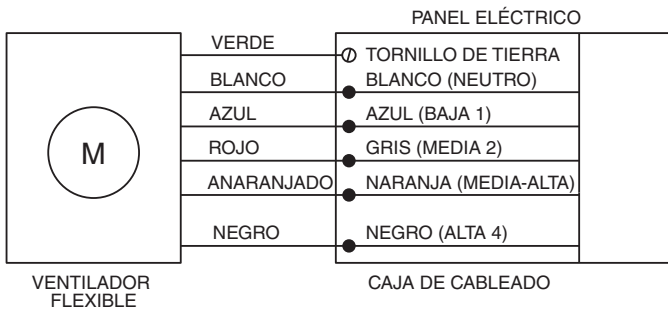 PANEL ELÉCTRICO
VERDE
TORNILLO DE TIERRA
BLANCO
BLANCO (NEUTRO)
AZUL
AZUL (BAJA 1)
M
ROJO
GRIS (MEDIA 2)
ANARANJADO
NARANJA (MEDIA-ALTA)
NEGRO
NEGRO (ALTA 4)
VENTILADOR
FLEXIBLE
CAJA DE CABLEADO